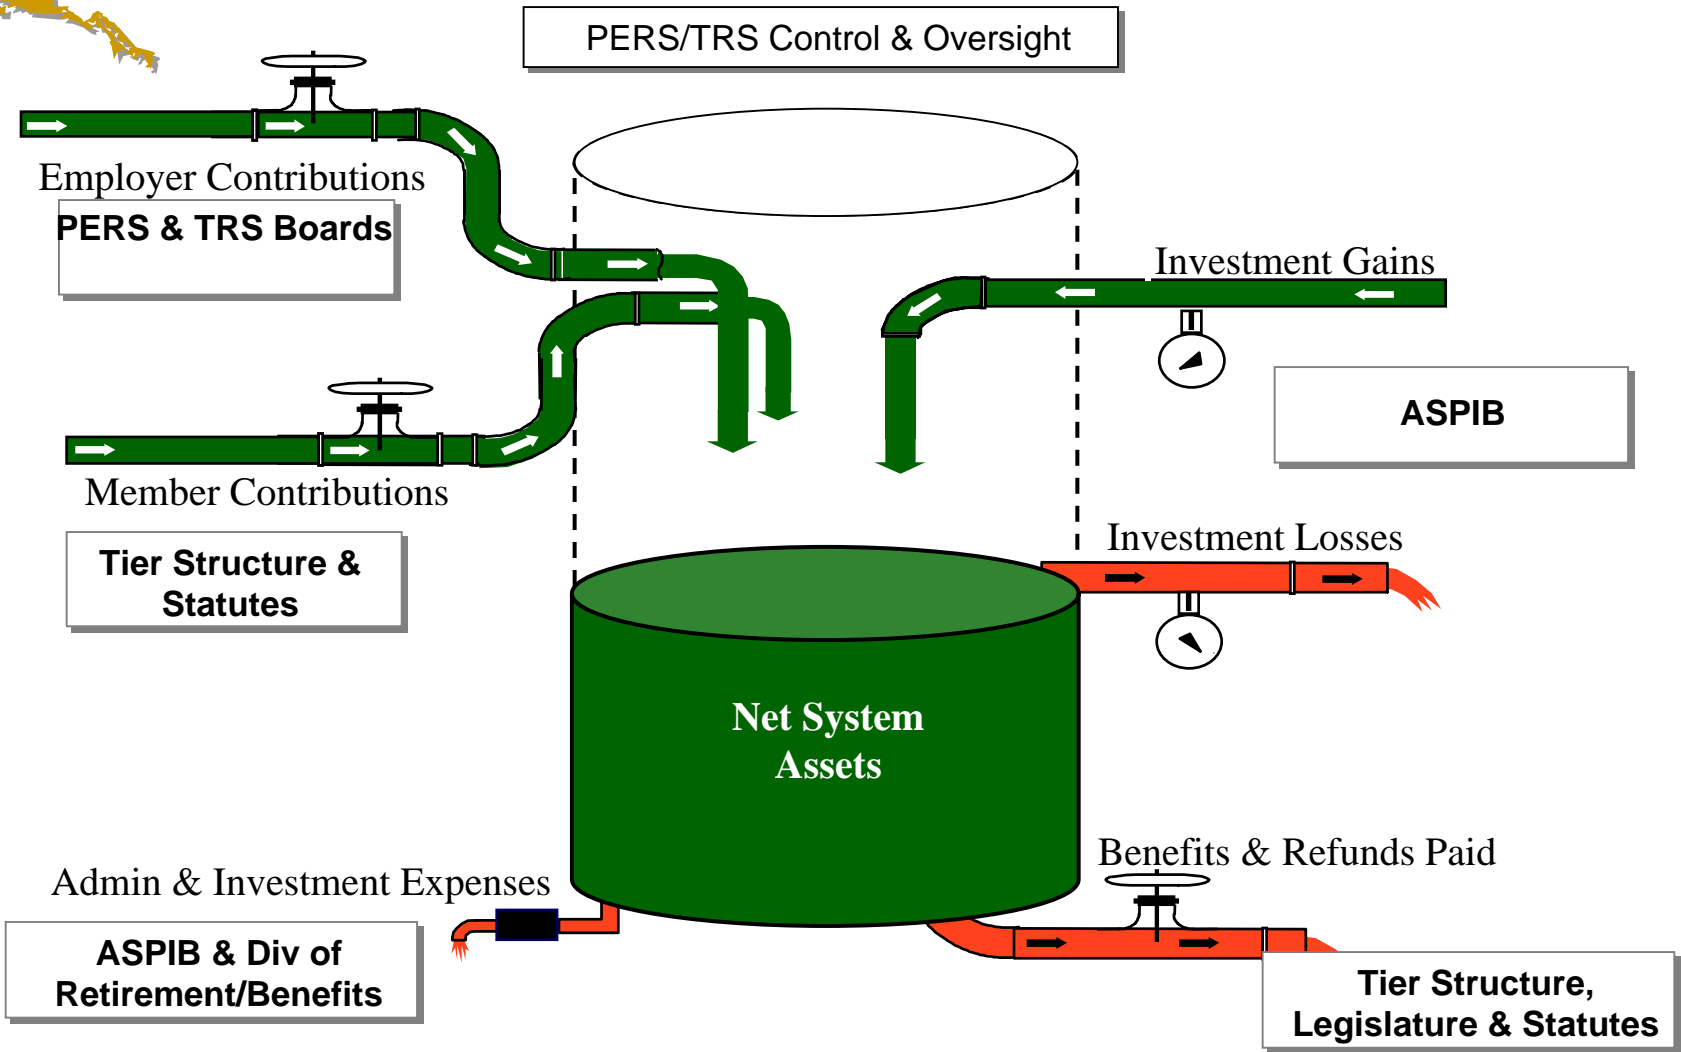 PERS/TRS Control & Oversight
Employer Contributions
PERS & TRS Boards
Investment Gains
ASPIB
Member Contributions
Tier Structure &
Statutes
Investment Losses
Net System
Assets
Benefits & Refunds Paid
Admin & Investment Expenses
ASPIB & Div of
Retirement/Benefits
Tier Structure,
Legislature & Statutes